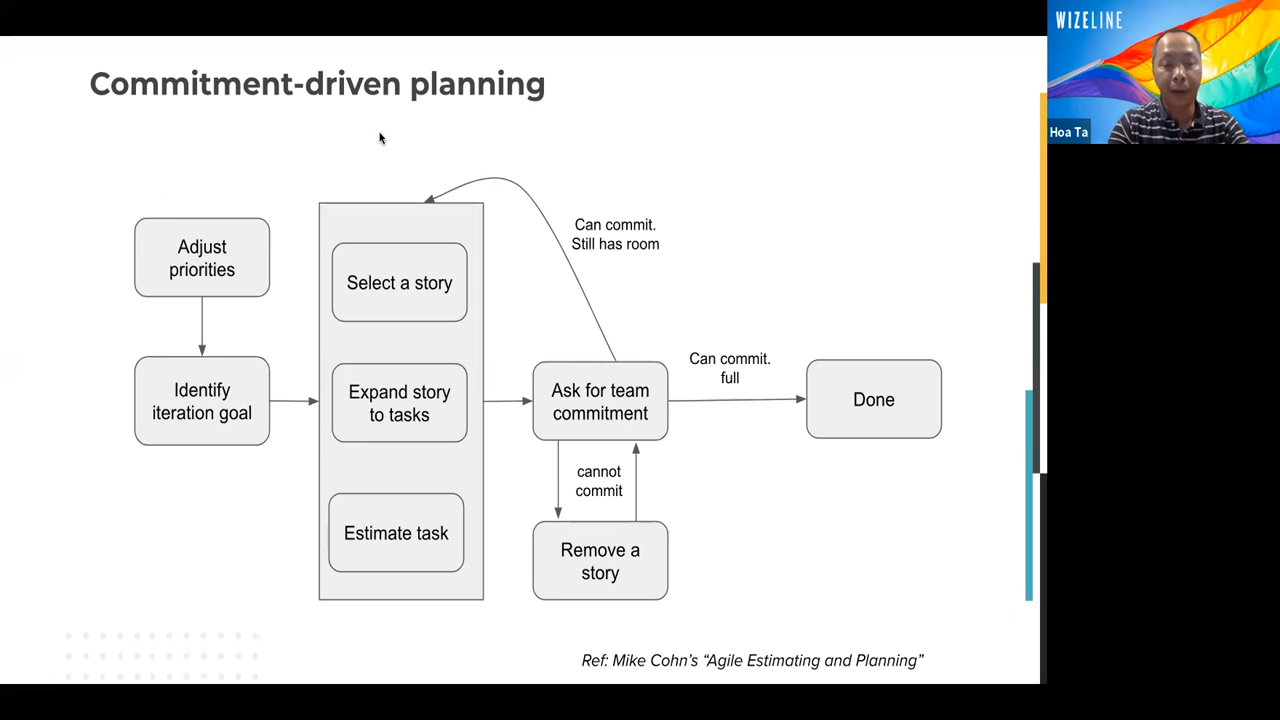 WIZELINE
Hoa Ta
Commitment-driven planning
Adjust
priorities
Identify
iteration goal
Select a story
Expand story
to tasks
Estimate task
Can commit.
Still has room
Ask for team
commitment
cannot
commit
Remove a
story
Can commit.
full
Done
Ref: Mike Cohn's “Agile Estimating and Planning”